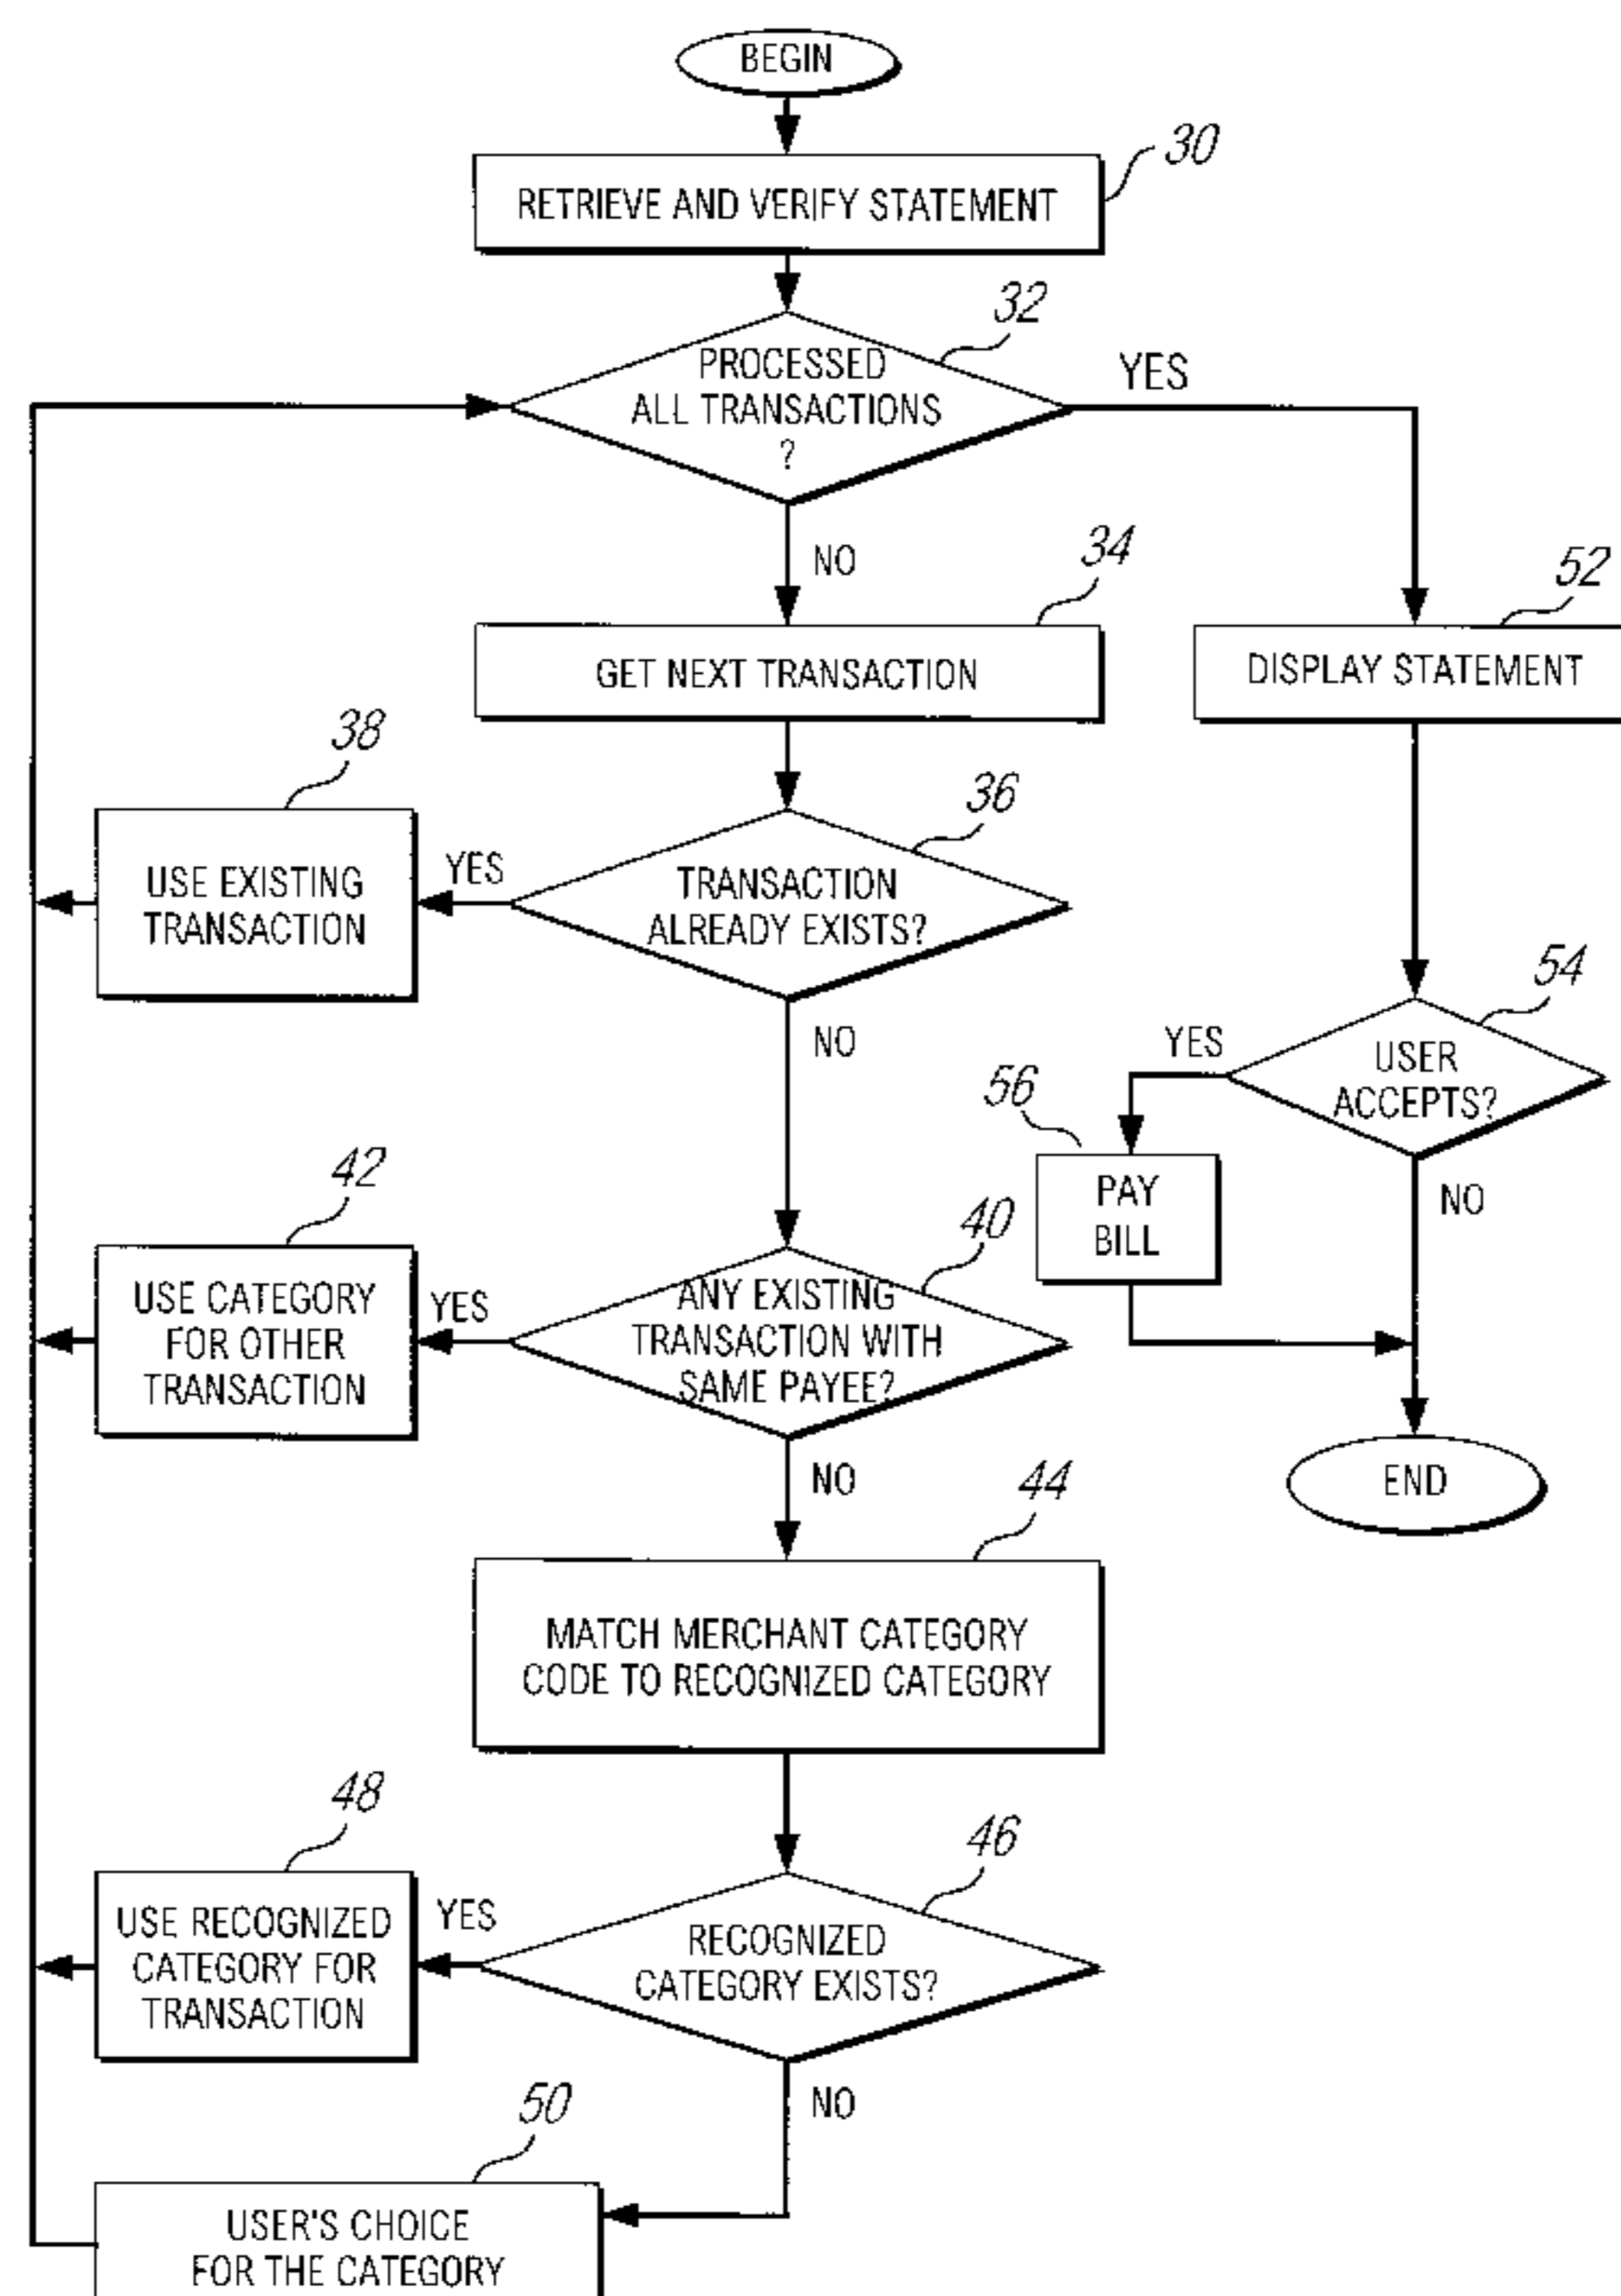 BEGIN
30
RETRIEVE AND VERIFY STATEMENT
32
PROCESSED
ALL TRANSACTIONS
?
YES
NO
34
GET NEXT TRANSACTION
52
DISPLAY STATEMENT
38
USE EXISTING
TRANSACTION
YES
36
TRANSACTION
ALREADY EXISTS?
NO
54
USER
ACCEPTS?
YES
NO
56
PAY
BILL
42
USE CATEGORY
FOR OTHER
TRANSACTION
YES
40
ANY EXISTING
TRANSACTION WITH
SAME PAYEE?
NO
END
44
MATCH MERCHANT CATEGORY
CODE TO RECOGNIZED CATEGORY
48
USE RECOGNIZED
CATEGORY FOR
TRANSACTION
YES
46
RECOGNIZED
CATEGORY EXISTS?
NO
50
USER'S CHOICE
FOR THE CATEGORY